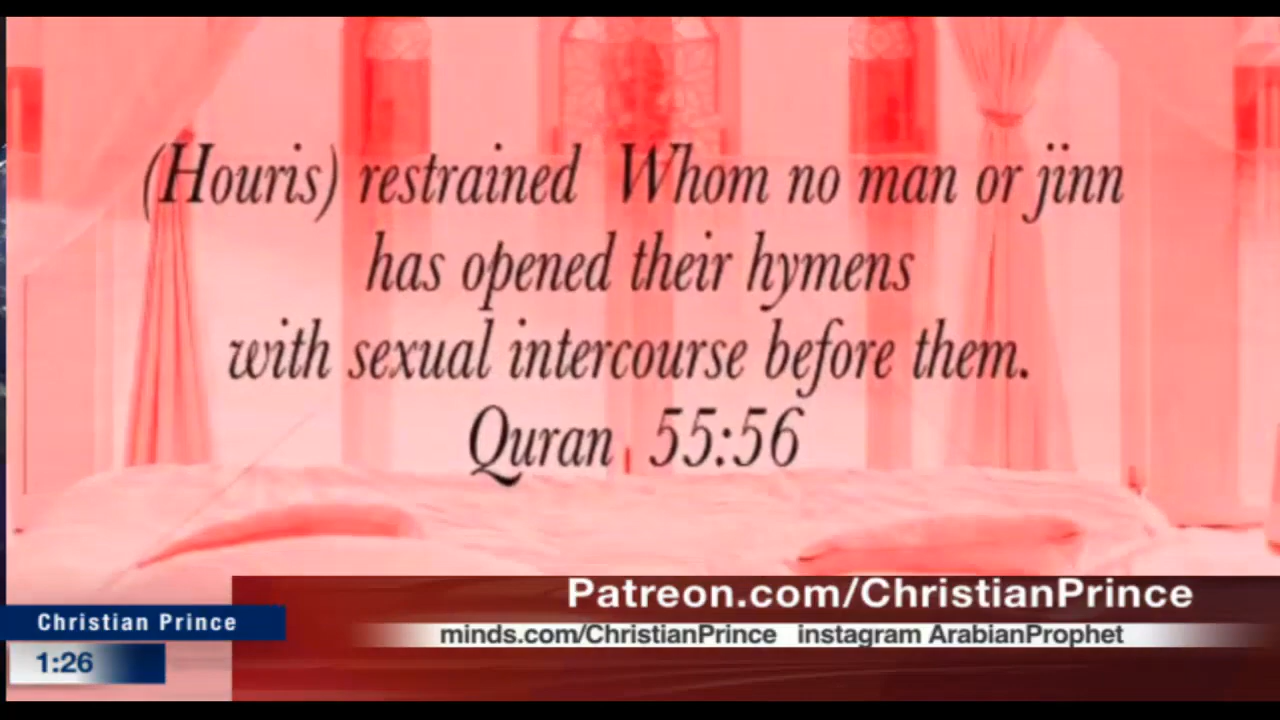 (Houris) restrained Whom no man or jinn
has opened their hymens
with sexual intercourse before them.
Quran 55:56
Patreon.com/ChristianPrince
Christian Prince
minds.com/ChristianPrince instagram ArabianProphet
1:26